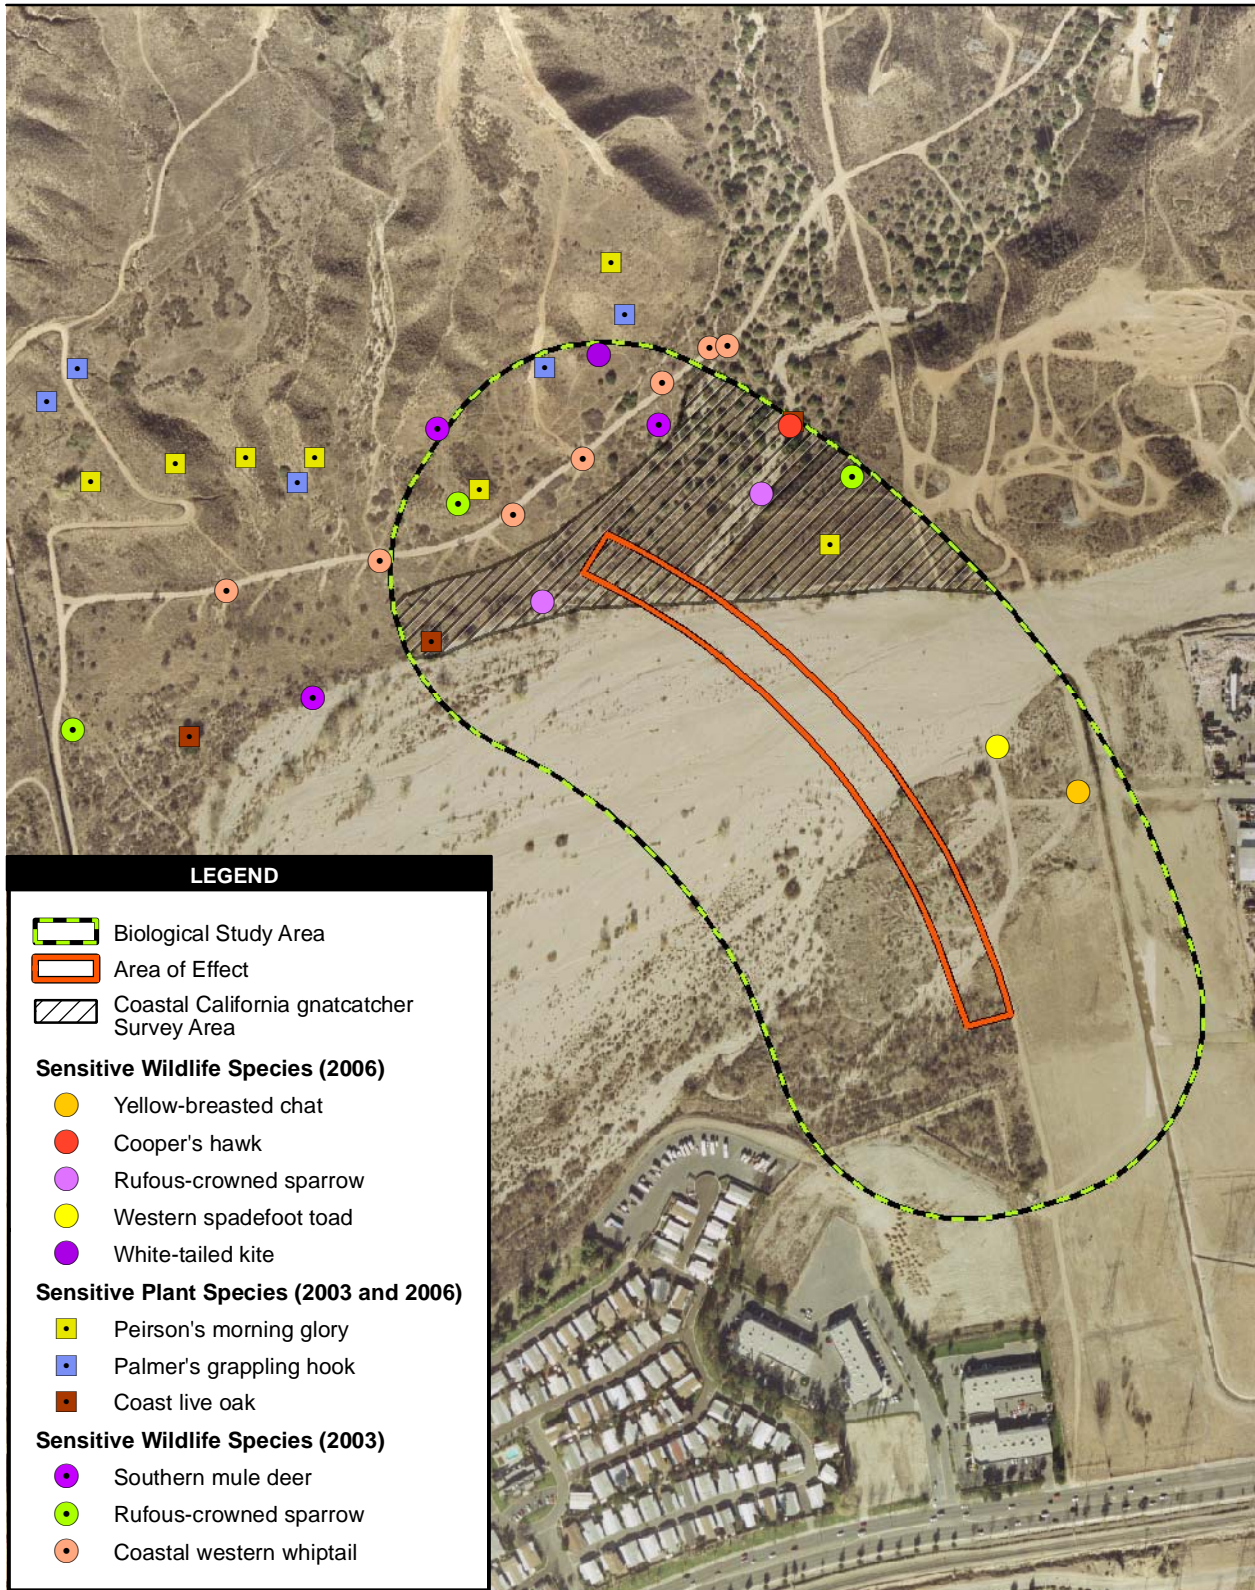 LEGEND
Biological Study Area
Area of Effect
Coastal California gnatcatcher
Survey Area
Sensitive Wildlife Species (2006)
Yellow-breasted chat
Cooper's hawk
Rufous-crowned sparrow
Western spadefoot toad
White-tailed kite
Sensitive Plant Species (2003 and 2006)
Peirson's morning glory
Palmer's grappling hook
Coast live oak
Sensitive Wildlife Species (2003)
Southern mule deer
Rufous-crowned sparrow
Coastal western whiptail